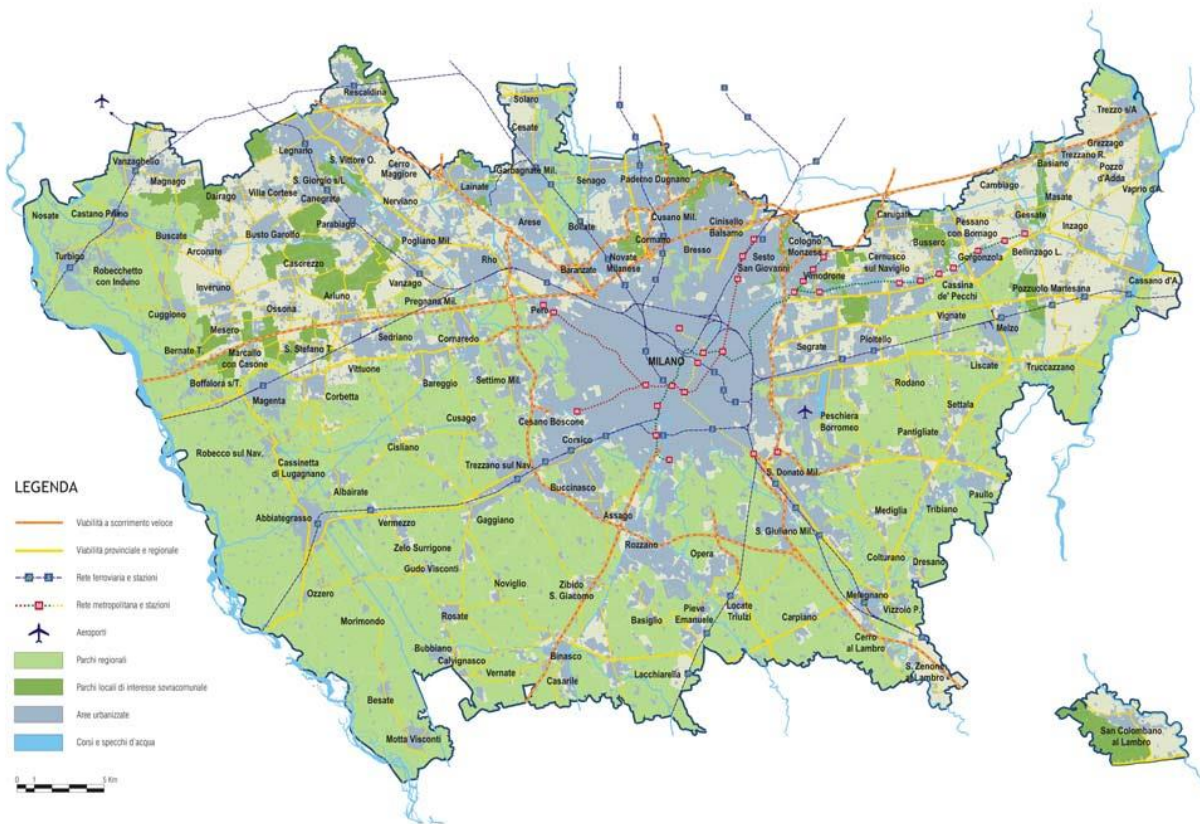 Rescaldina
Solaro
Cesate
Trezzo s/A
Grezzago
Trezzano R.
Basiano
Pozzo
d'Adda
Vaprio d'A.
Vanzaghello
Magnago
Legnano
S. Vittore O.
Cerro
Maggiore
S. Giorgio s/L
Canegrate
Dairago
Villa Cortese
Lainate
Garbagnate Mil.
Senago
Paderno Dugnano
Cambiago
Masate
Nosate
Castano Primo
Buscate
Arconate
Busto Garolfo
Parabiago
Nerviano
Arese
Bollate
Cusano Mil.
Cinisello
Balsamo
Carugate
Pessano
con Bornago
Gessate
Inzago
Turbigo
Robecchetto
con Induno
Inveruno
Casorezzo
Pogliano Mil.
Rho
Baranzate
Novate
Milanese
Cormano
Bresso
Sesto
San Giovanni
Cologno
Monzese
Vimodrone
Bussero
Cernusco
sul Naviglio
Gorgonzola
Bellinzago L.
Cassano d'A.
Cuggiono
Mesero
Ossona
Arluno
Vanzago
Pregnana Mil.
Pero
Cassina
de' Pecchi
Pozzuolo Martesana
Bernate T.
Marcallo
con Casone
S. Stefano T.
Sedriano
Cornaredo
MILANO
Segrate
Pioltello
Vignate
Melzo
Boffalora s/T.
Magenta
Corbetta
Vittuone
Bareggio
Settimo Mil.
Rodano
Liscate
Truccazzano
Robecco sul Nav.
Cassinetta
di Lugagnano
Cisliano
Cusago
Cesano Boscone
Corsico
Trezzano sul Nav.
Peschiera
Borromeo
Pantigliate
Settala
Albairate
Abbiategrasso
Vermezzo
Gaggiano
Buccinasco
Assago
S. Donato Mil.
Mediglia
Tribiano
Paullo
Zelo Surrigone
Gudo Visconti
Rozzano
Opera
S. Giuliano Mil.
Colturano
Dresano
Ozzero
Morimondo
Noviglio
Zibido
S. Giacomo
Rosate
Basiglio
Pieve
Emanuele
Locate
Triulzi
Carpiano
Melegnano
Vizzolo P.
Cerro
al Lambro
Bubbiano
Calvignasco
Vernate
Binasco
Casarile
Lacchiarella
S. Zenone
al Lambro
Besate
Motta Visconti
San Colombano
al Lambro
LEGENDA
Viabilità a scorrimento veloce
Viabilità provinciale e regionale
Rete ferroviaria e stazioni
M
Rete metropolitana e stazioni
Aeroporti
Parchi regionali
Parchi locali di interesse sovracomunale
Aree urbanizzate
Corsi e specchi d'acqua
0 1 5 Km